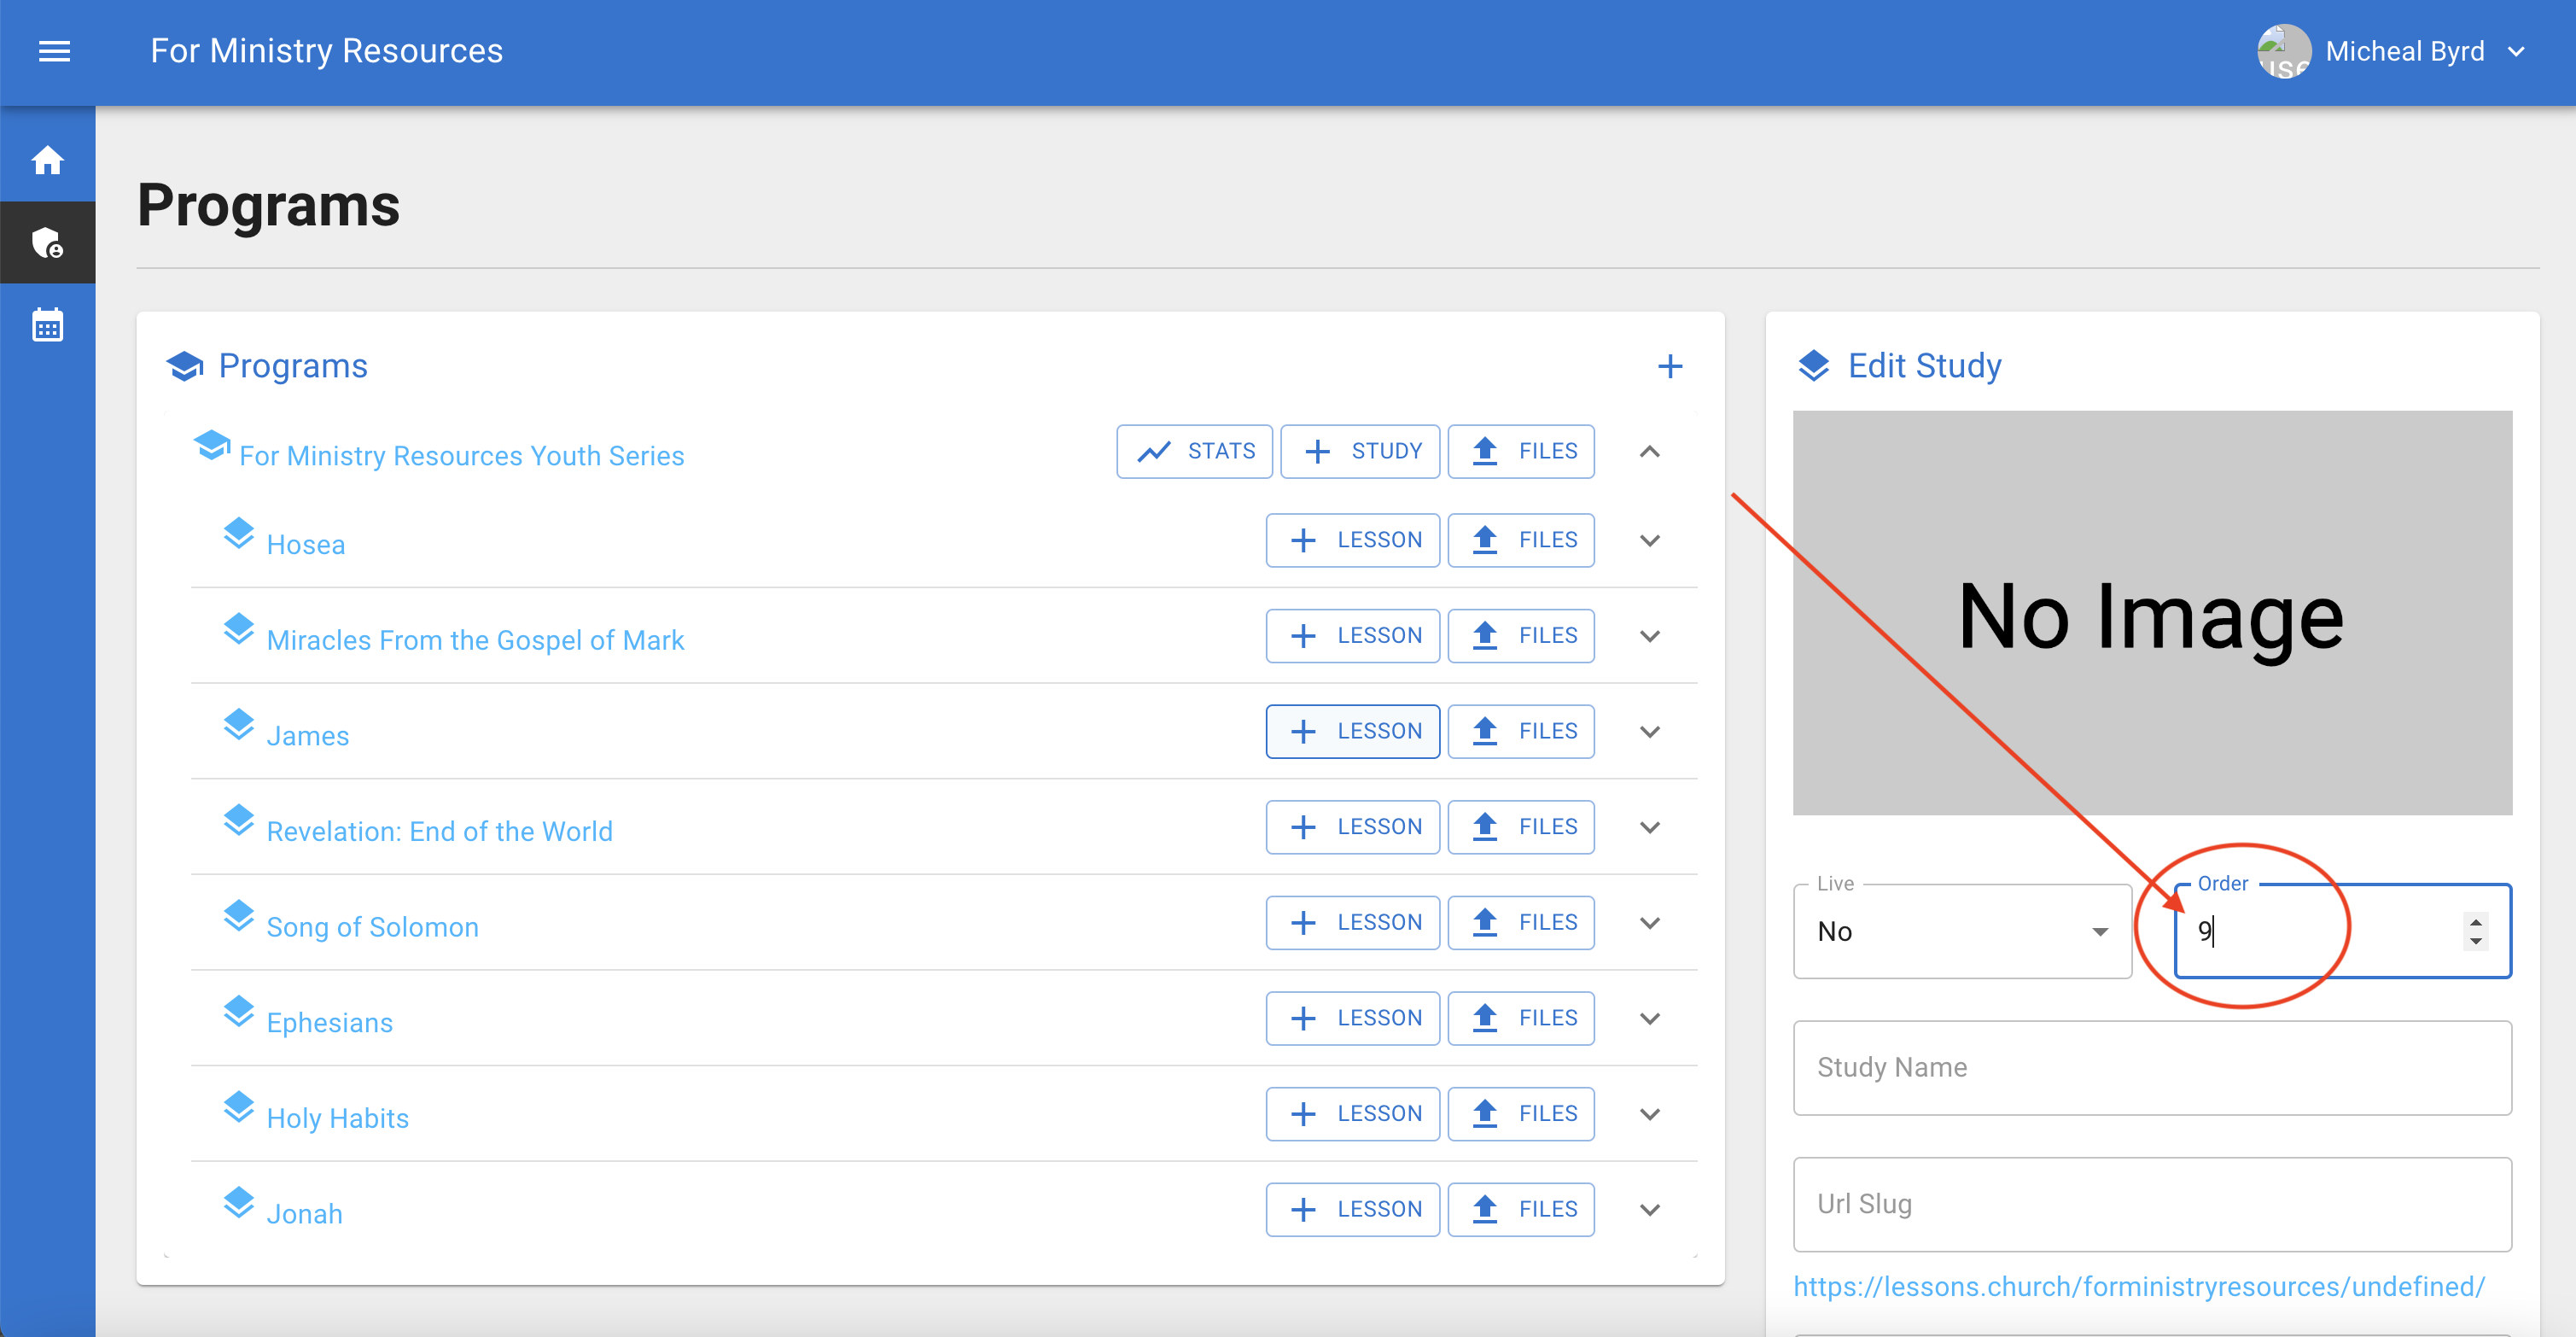 For Ministry Resources
use
Micheal Byrd
Programs
Programs
For Ministry Resources Youth Series
STATS
STUDY
FILES
Hosea
LESSON
FILES
Miracles From the Gospel of Mark
LESSON
FILES
James
LESSON
FILES
Revelation: End of the World
LESSON
FILES
Song of Solomon
LESSON
FILES
Ephesians
LESSON
FILES
Holy Habits
LESSON
FILES
Jonah
LESSON
FILES
Edit Study
No Image
Live
No
Order
9
Study Name
Url Slug
https://lessons.church/forministryresources/undefined/